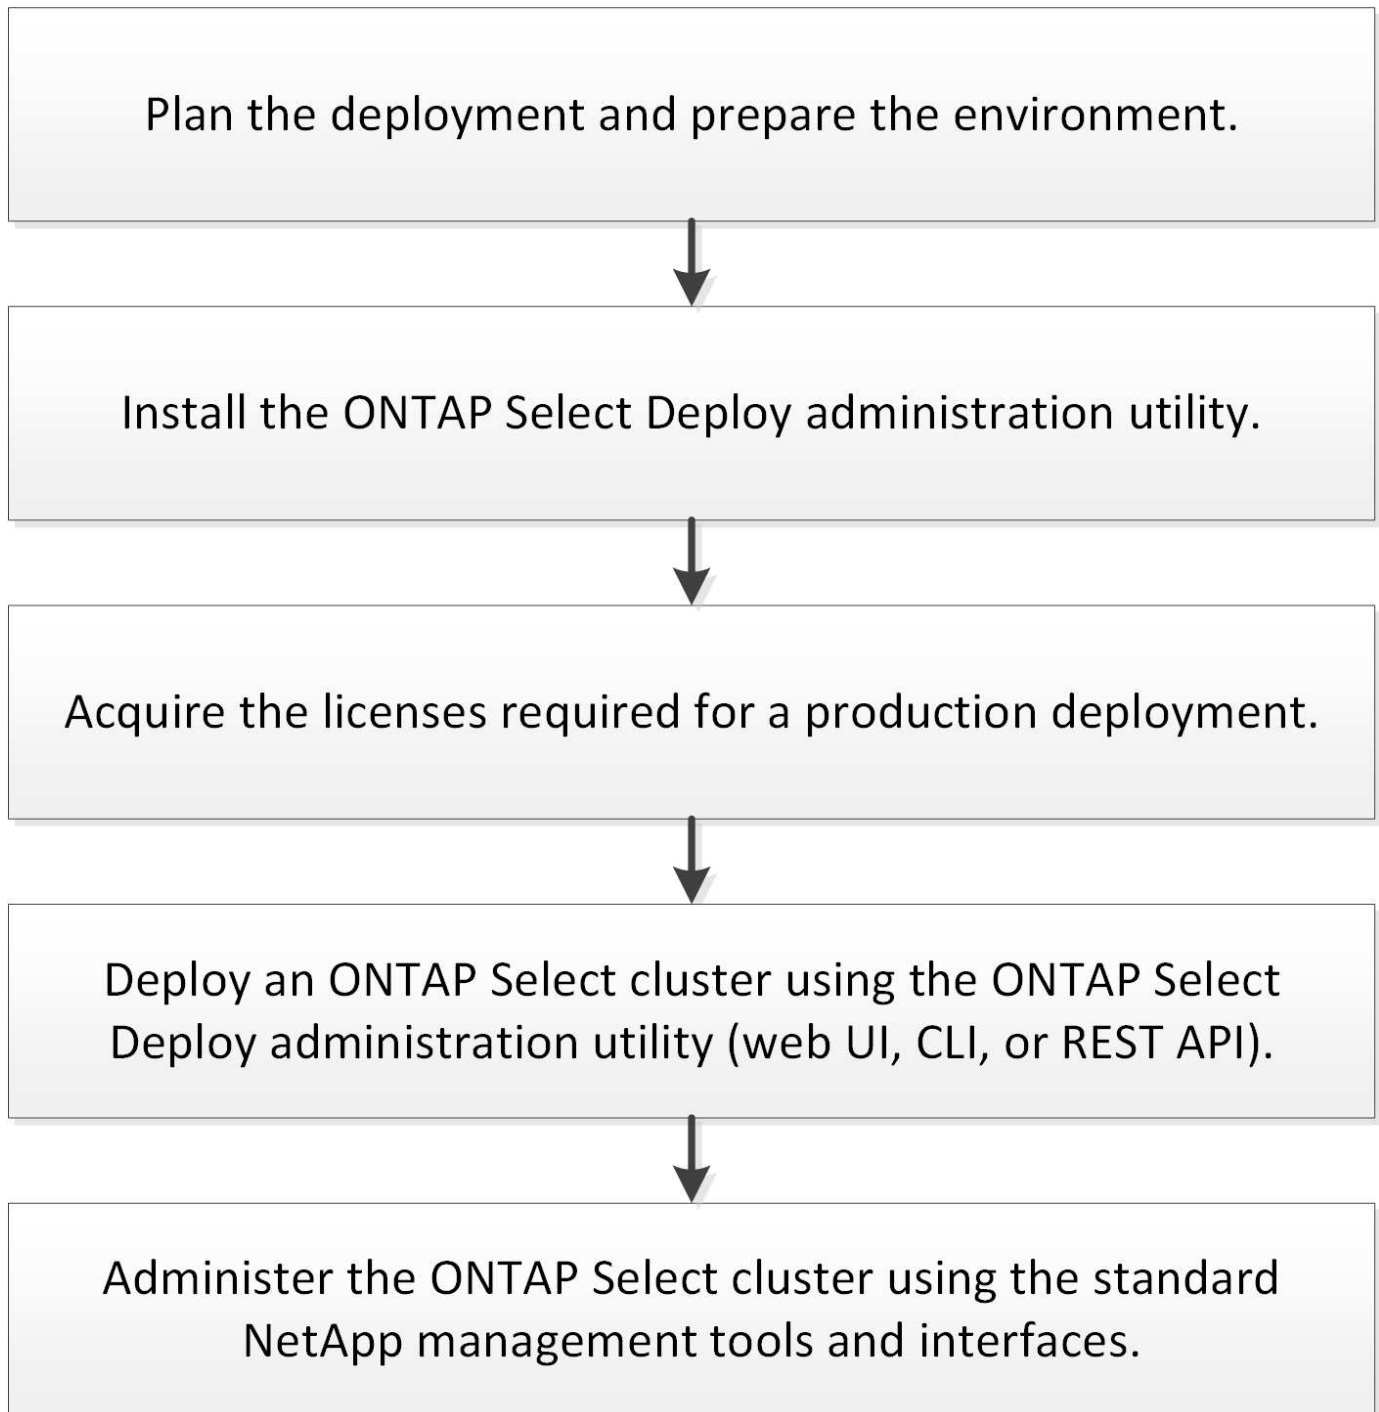 Plan the deployment and prepare the environment.
Install the ONTAP Select Deploy administration utility.
Acquire the licenses required for a production deployment.
Deploy an ONTAP Select cluster using the ONTAP Select
Deploy administration utility (web UI, CLI, or REST API).
Administer the ONTAP Select cluster using the standard
NetApp management tools and interfaces.